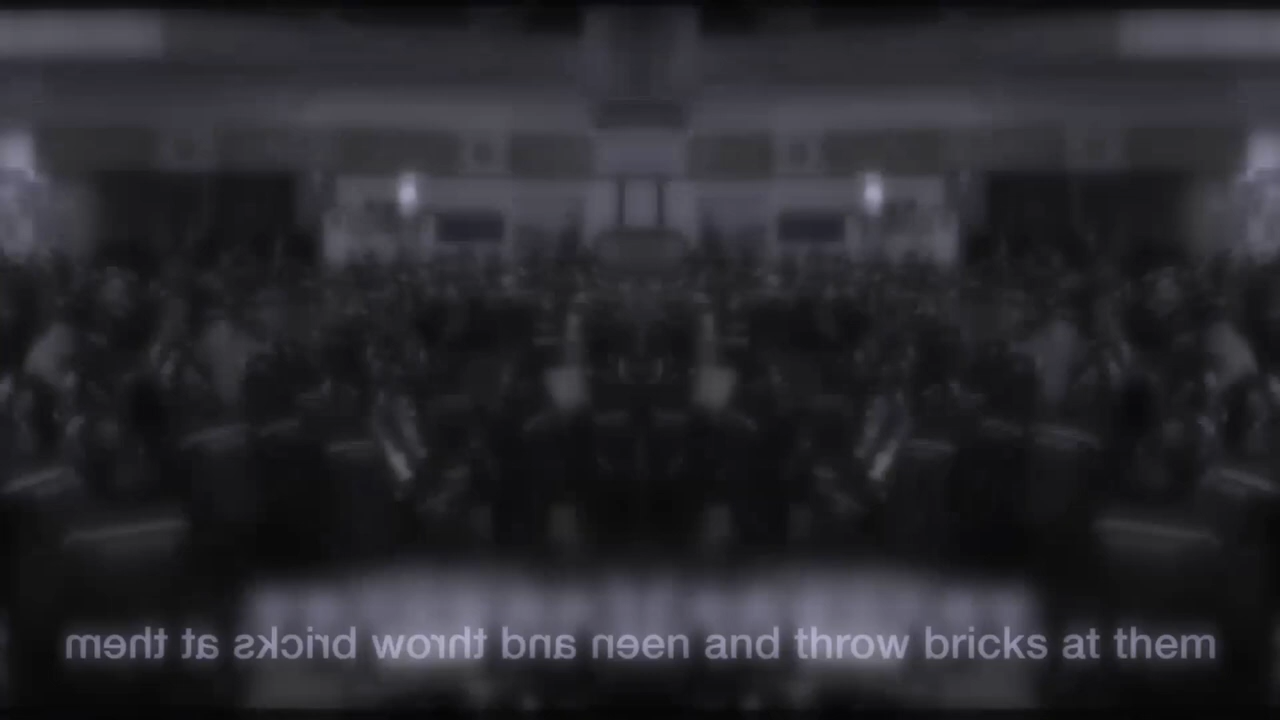 meht ta skcirb worht dna neen and throw bricks at them